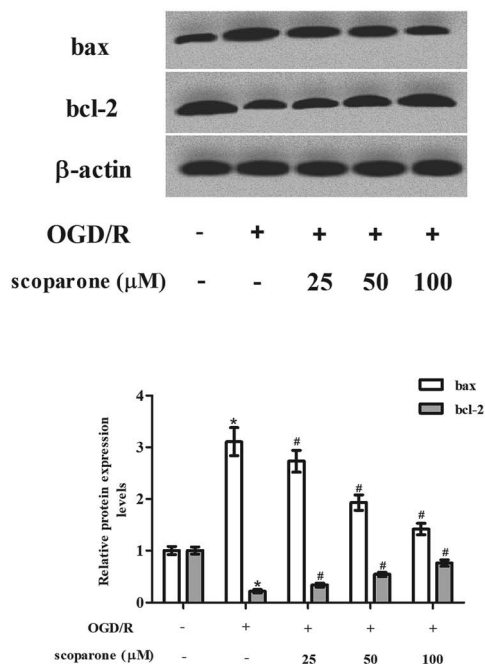 bax
bcl-2
β-actin
OGD/R - + + + +
scoparone (μM) - - 25 50 100
bax
bcl-2
Relative protein expression
levels
4
3
2
1
0
* # # #
* # # #
OGD/R - + + + +
scoparone (μM) - - 25 50 100